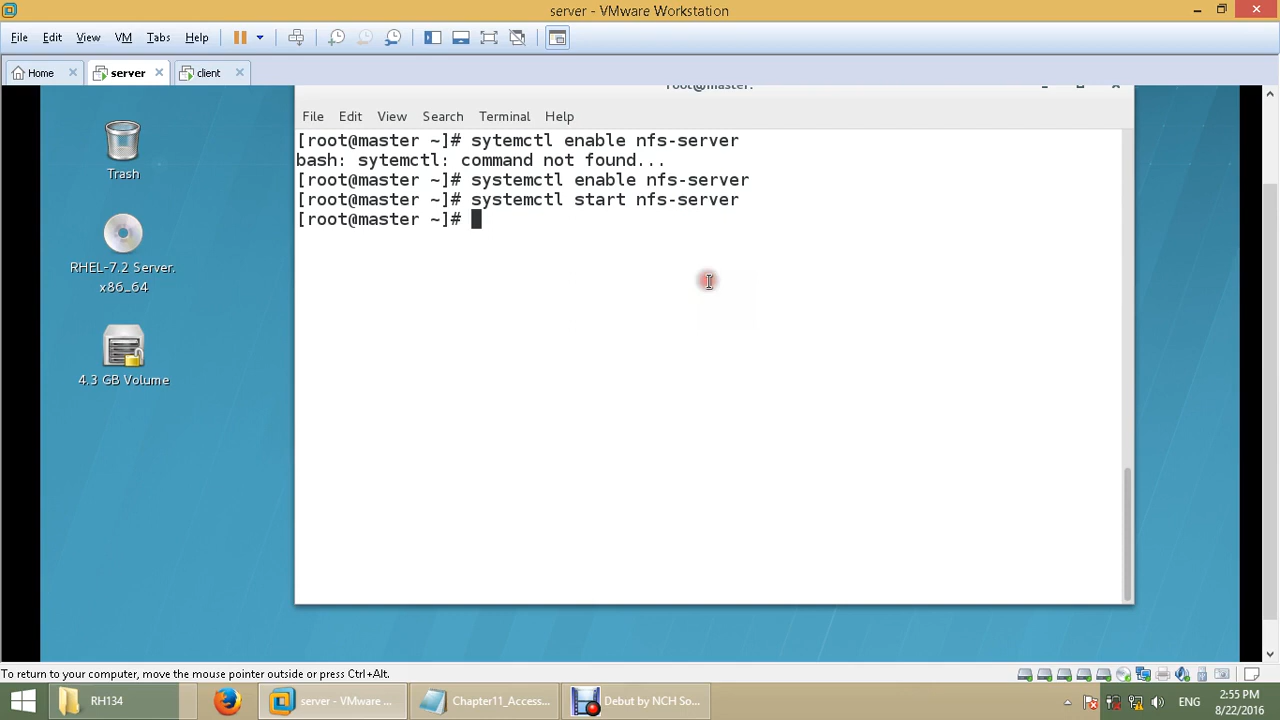 server - VMware Workstation
File Edit View VM Tabs Help
Home server client
root@master:
File Edit View Search Terminal Help
[root@master ~]# sytemctl enable nfs-server
bash: sytemctl: command not found...
[root@master ~]# systemctl enable nfs-server
[root@master ~]# systemctl start nfs-server
[root@master ~]#
Trash
RHEL-7.2 Server.
x86_64
4.3 GB Volume
To return to your computer, move the mouse pointer outside or press Ctrl+Alt.
RH134 server - VMware ... Chapter11_Access... Debut by NCH So... ENG
2:55 PM
8/22/2016